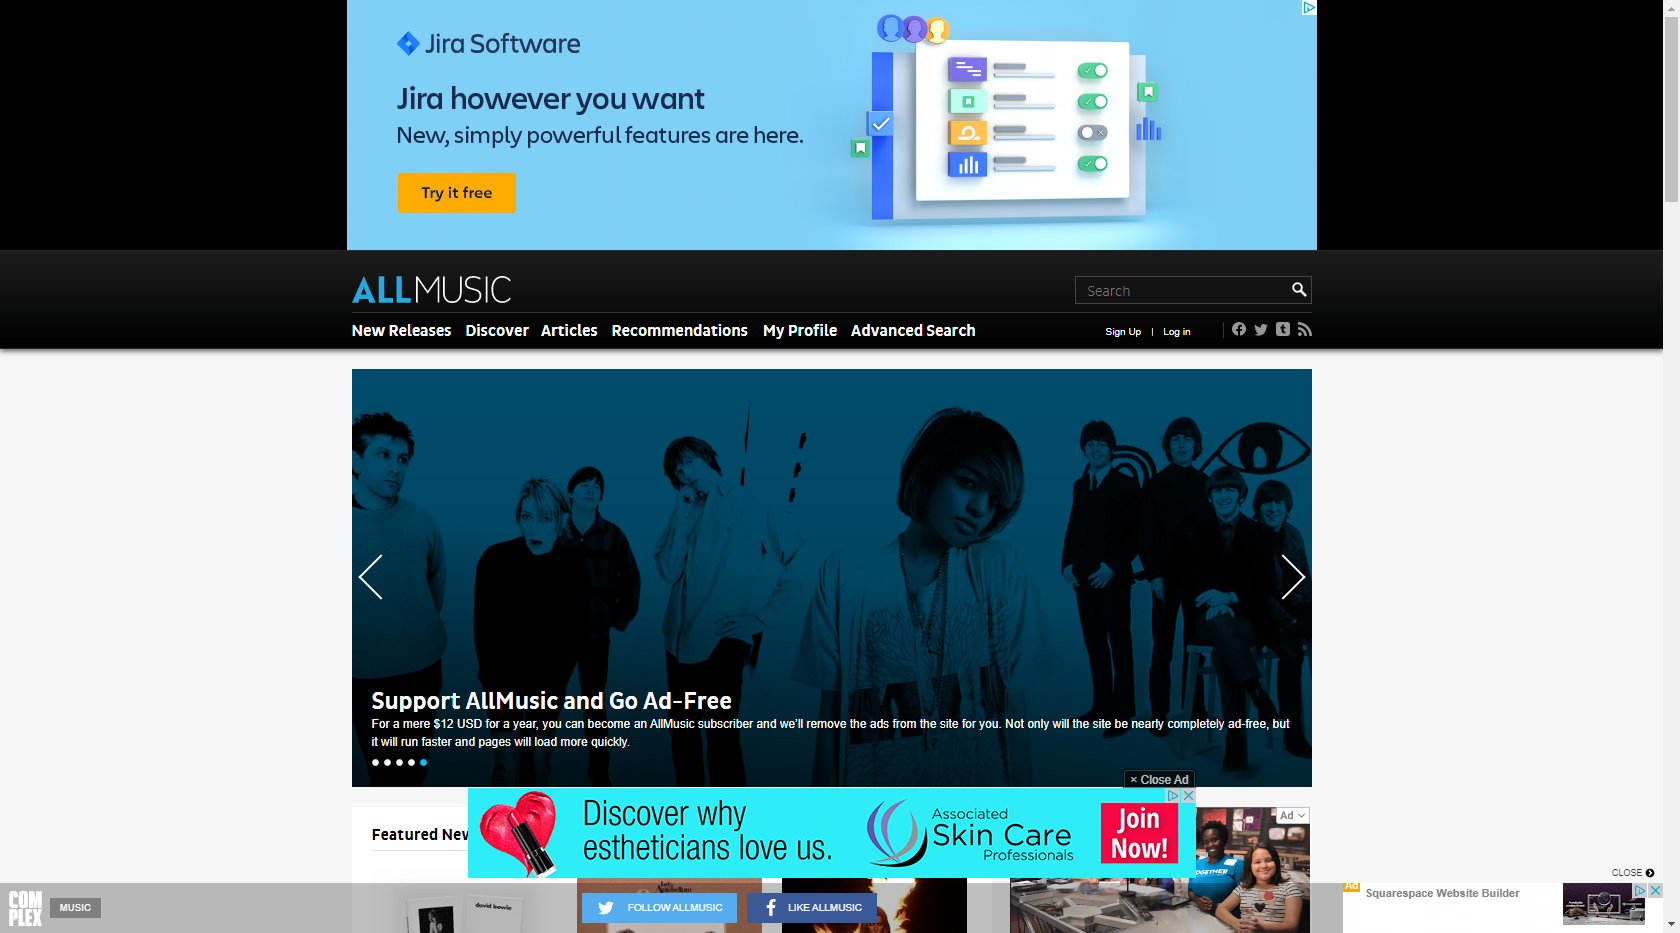 Jira Software
Jira however you want
New, simply powerful features are here.
Try it free
ALLMUSIC
Search
New Releases Discover Articles Recommendations My Profile Advanced Search
Sign Up | Log in
Support AllMusic and Go Ad-Free
For a mere $12 USD for a year, you can become an AllMusic subscriber and we'll remove the ads from the site for you. Not only will the site be nearly completely ad-free, but
it will run faster and pages will load more quickly.
× Close Ad
Featured New
Discover why
estheticians love us.
Associated
Skin Care
Professionals
Join
Now!
Ad
TOGETHER
CLOSE
COM
PLEX
MUSIC
david bowie
FOLLOW ALLMUSIC
LIKE ALLMUSIC
Ad
Squarespace Website Builder